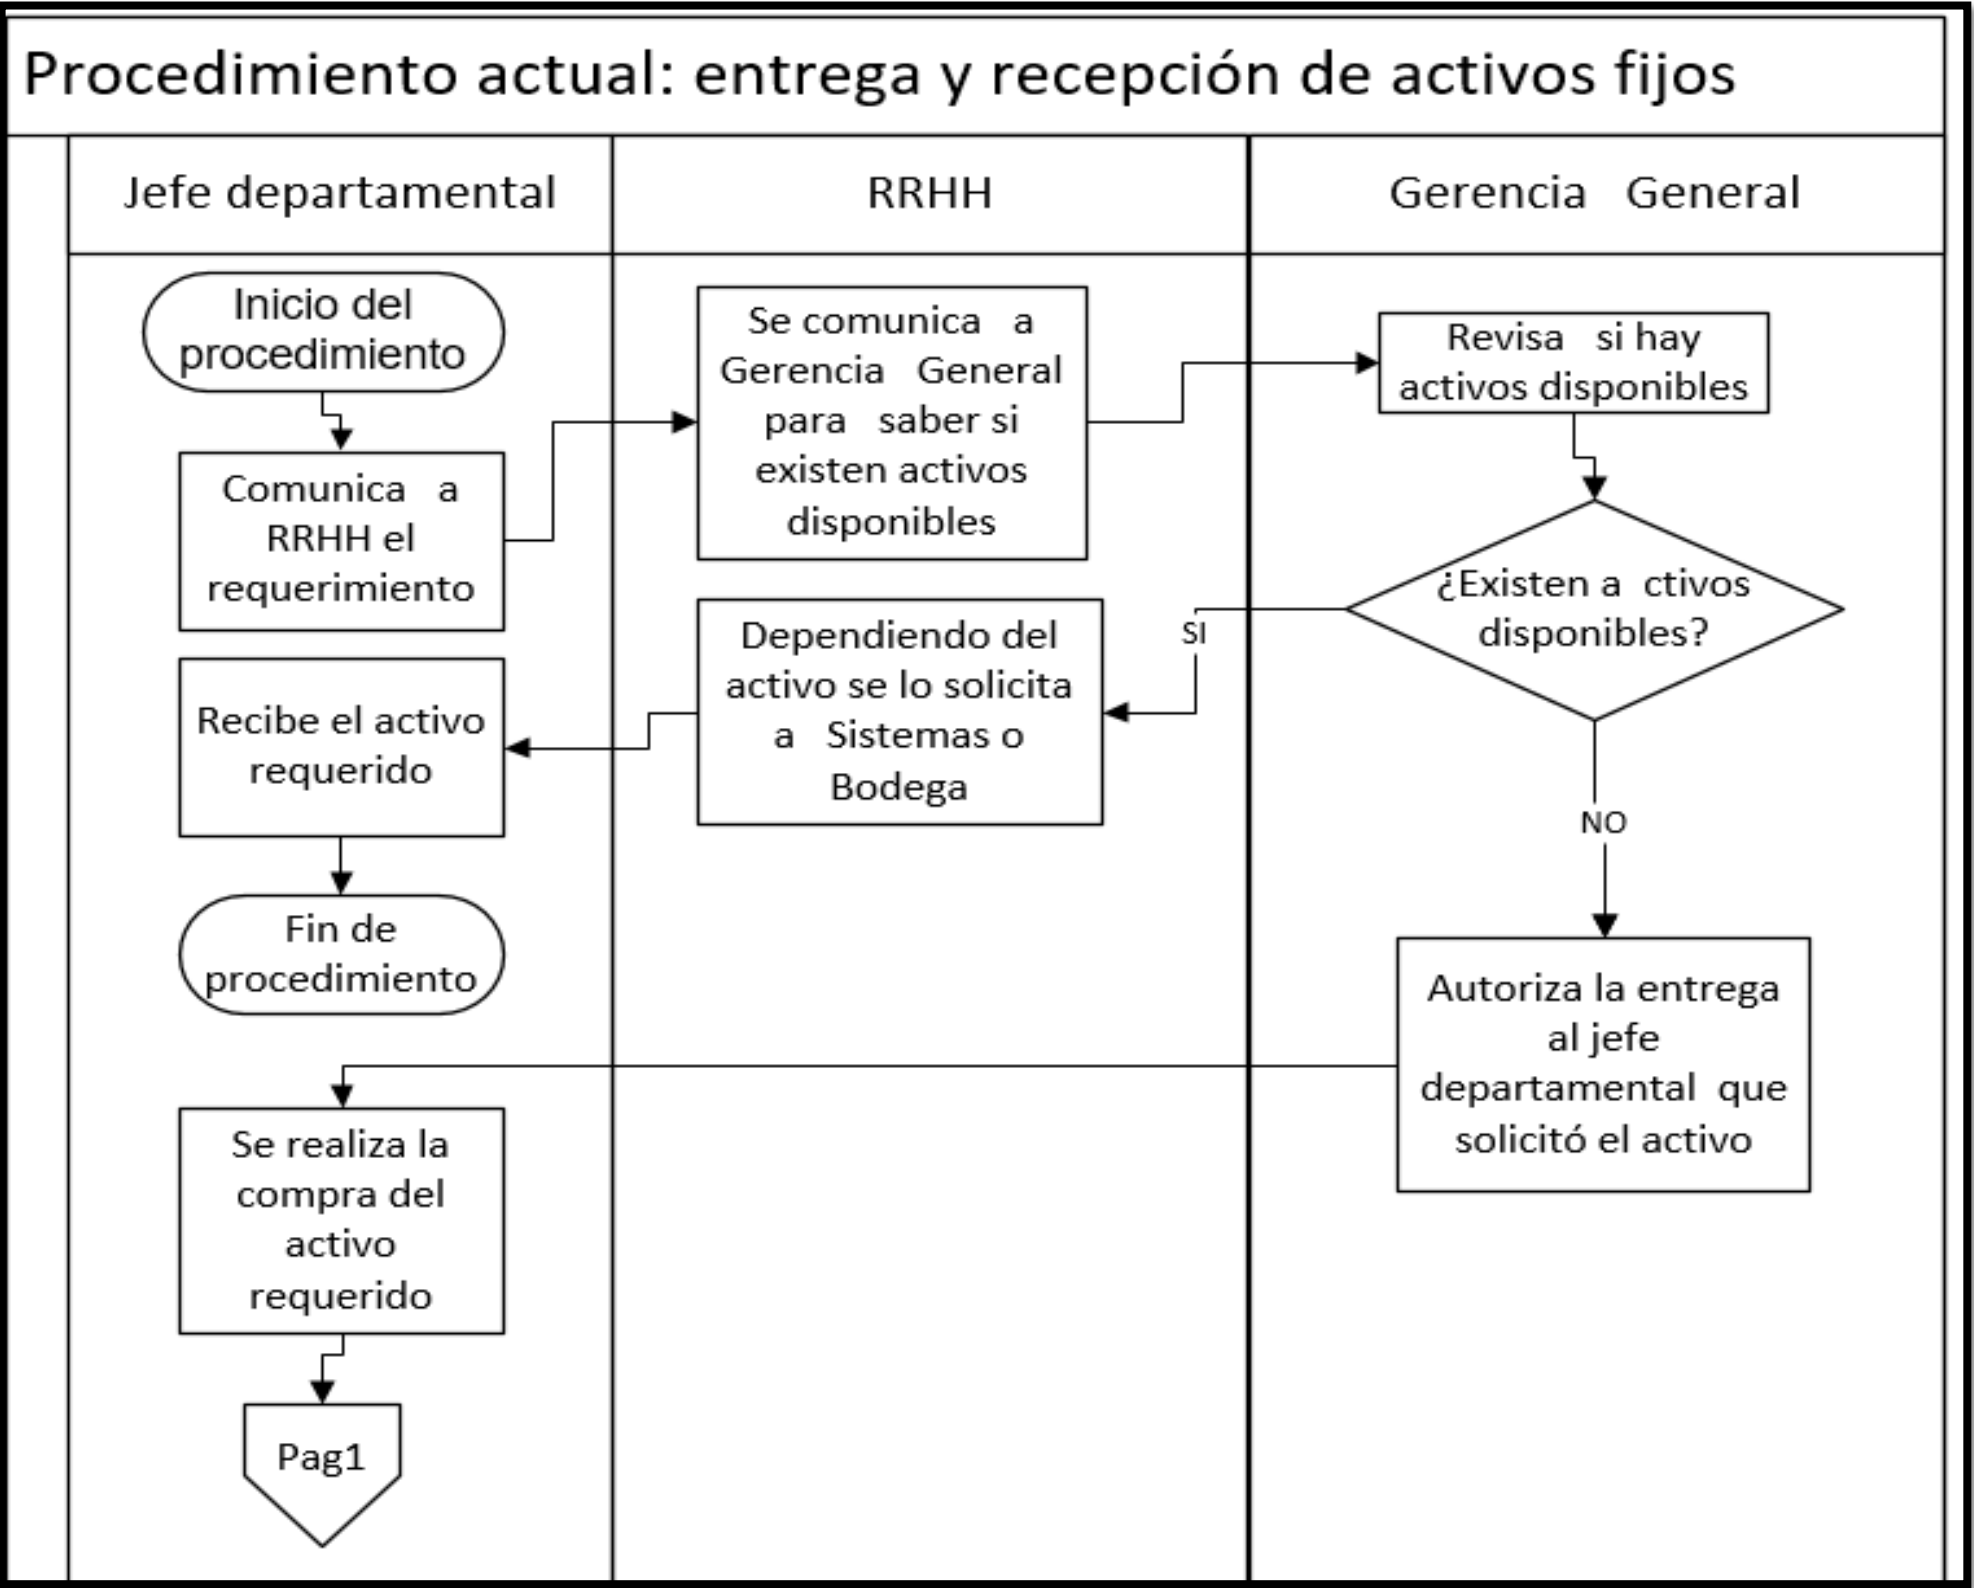 Procedimiento actual: entrega y recepción de activos fijos
Jefe departamental
RRHH
Gerencia General
Inicio del
procedimiento
Comunica a
RRHH el
requerimiento
Se comunica a
Gerencia General
para saber si
existen activos
disponibles
Revisa si hay
activos disponibles
¿Existen a ctivos
disponibles?
SI
Dependiendo del
activo se lo solicita
a Sistemas o
Bodega
Recibe el activo
requerido
Fin de
procedimiento
NO
Autoriza la entrega
al jefe
departamental que
solicitó el activo
Se realiza la
compra del
activo
requerido
Pag1